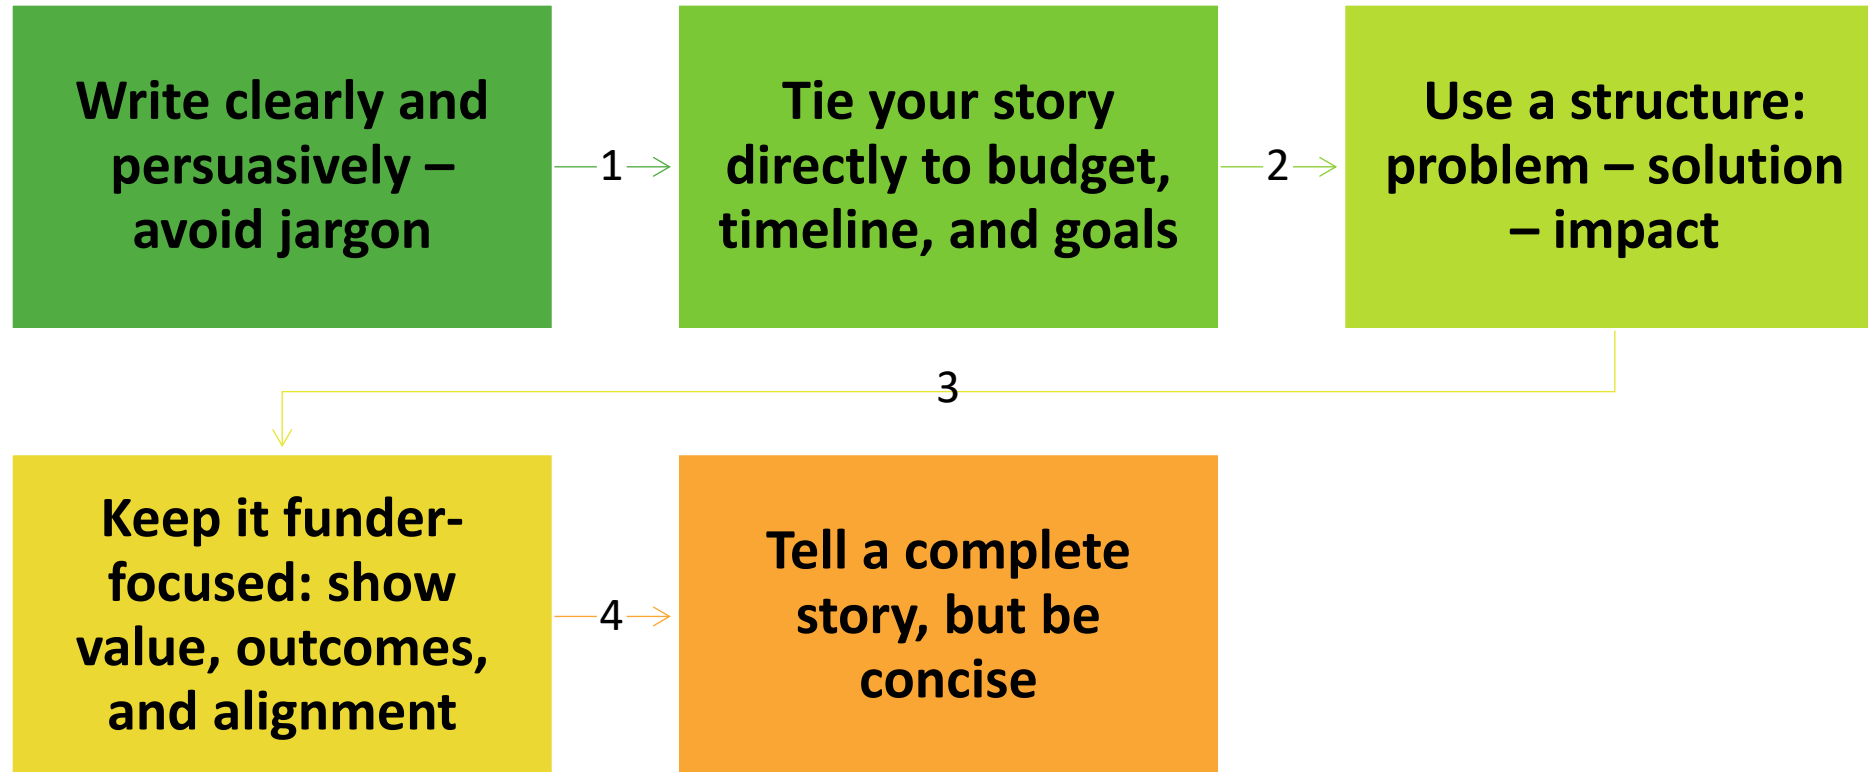 Write clearly and
persuasively –
avoid jargon
1
Tie your story
directly to budget,
timeline, and goals
2
Use a structure:
problem – solution
– impact
3
Keep it funder-
focused: show
value, outcomes,
and alignment
4
Tell a complete
story, but be
concise